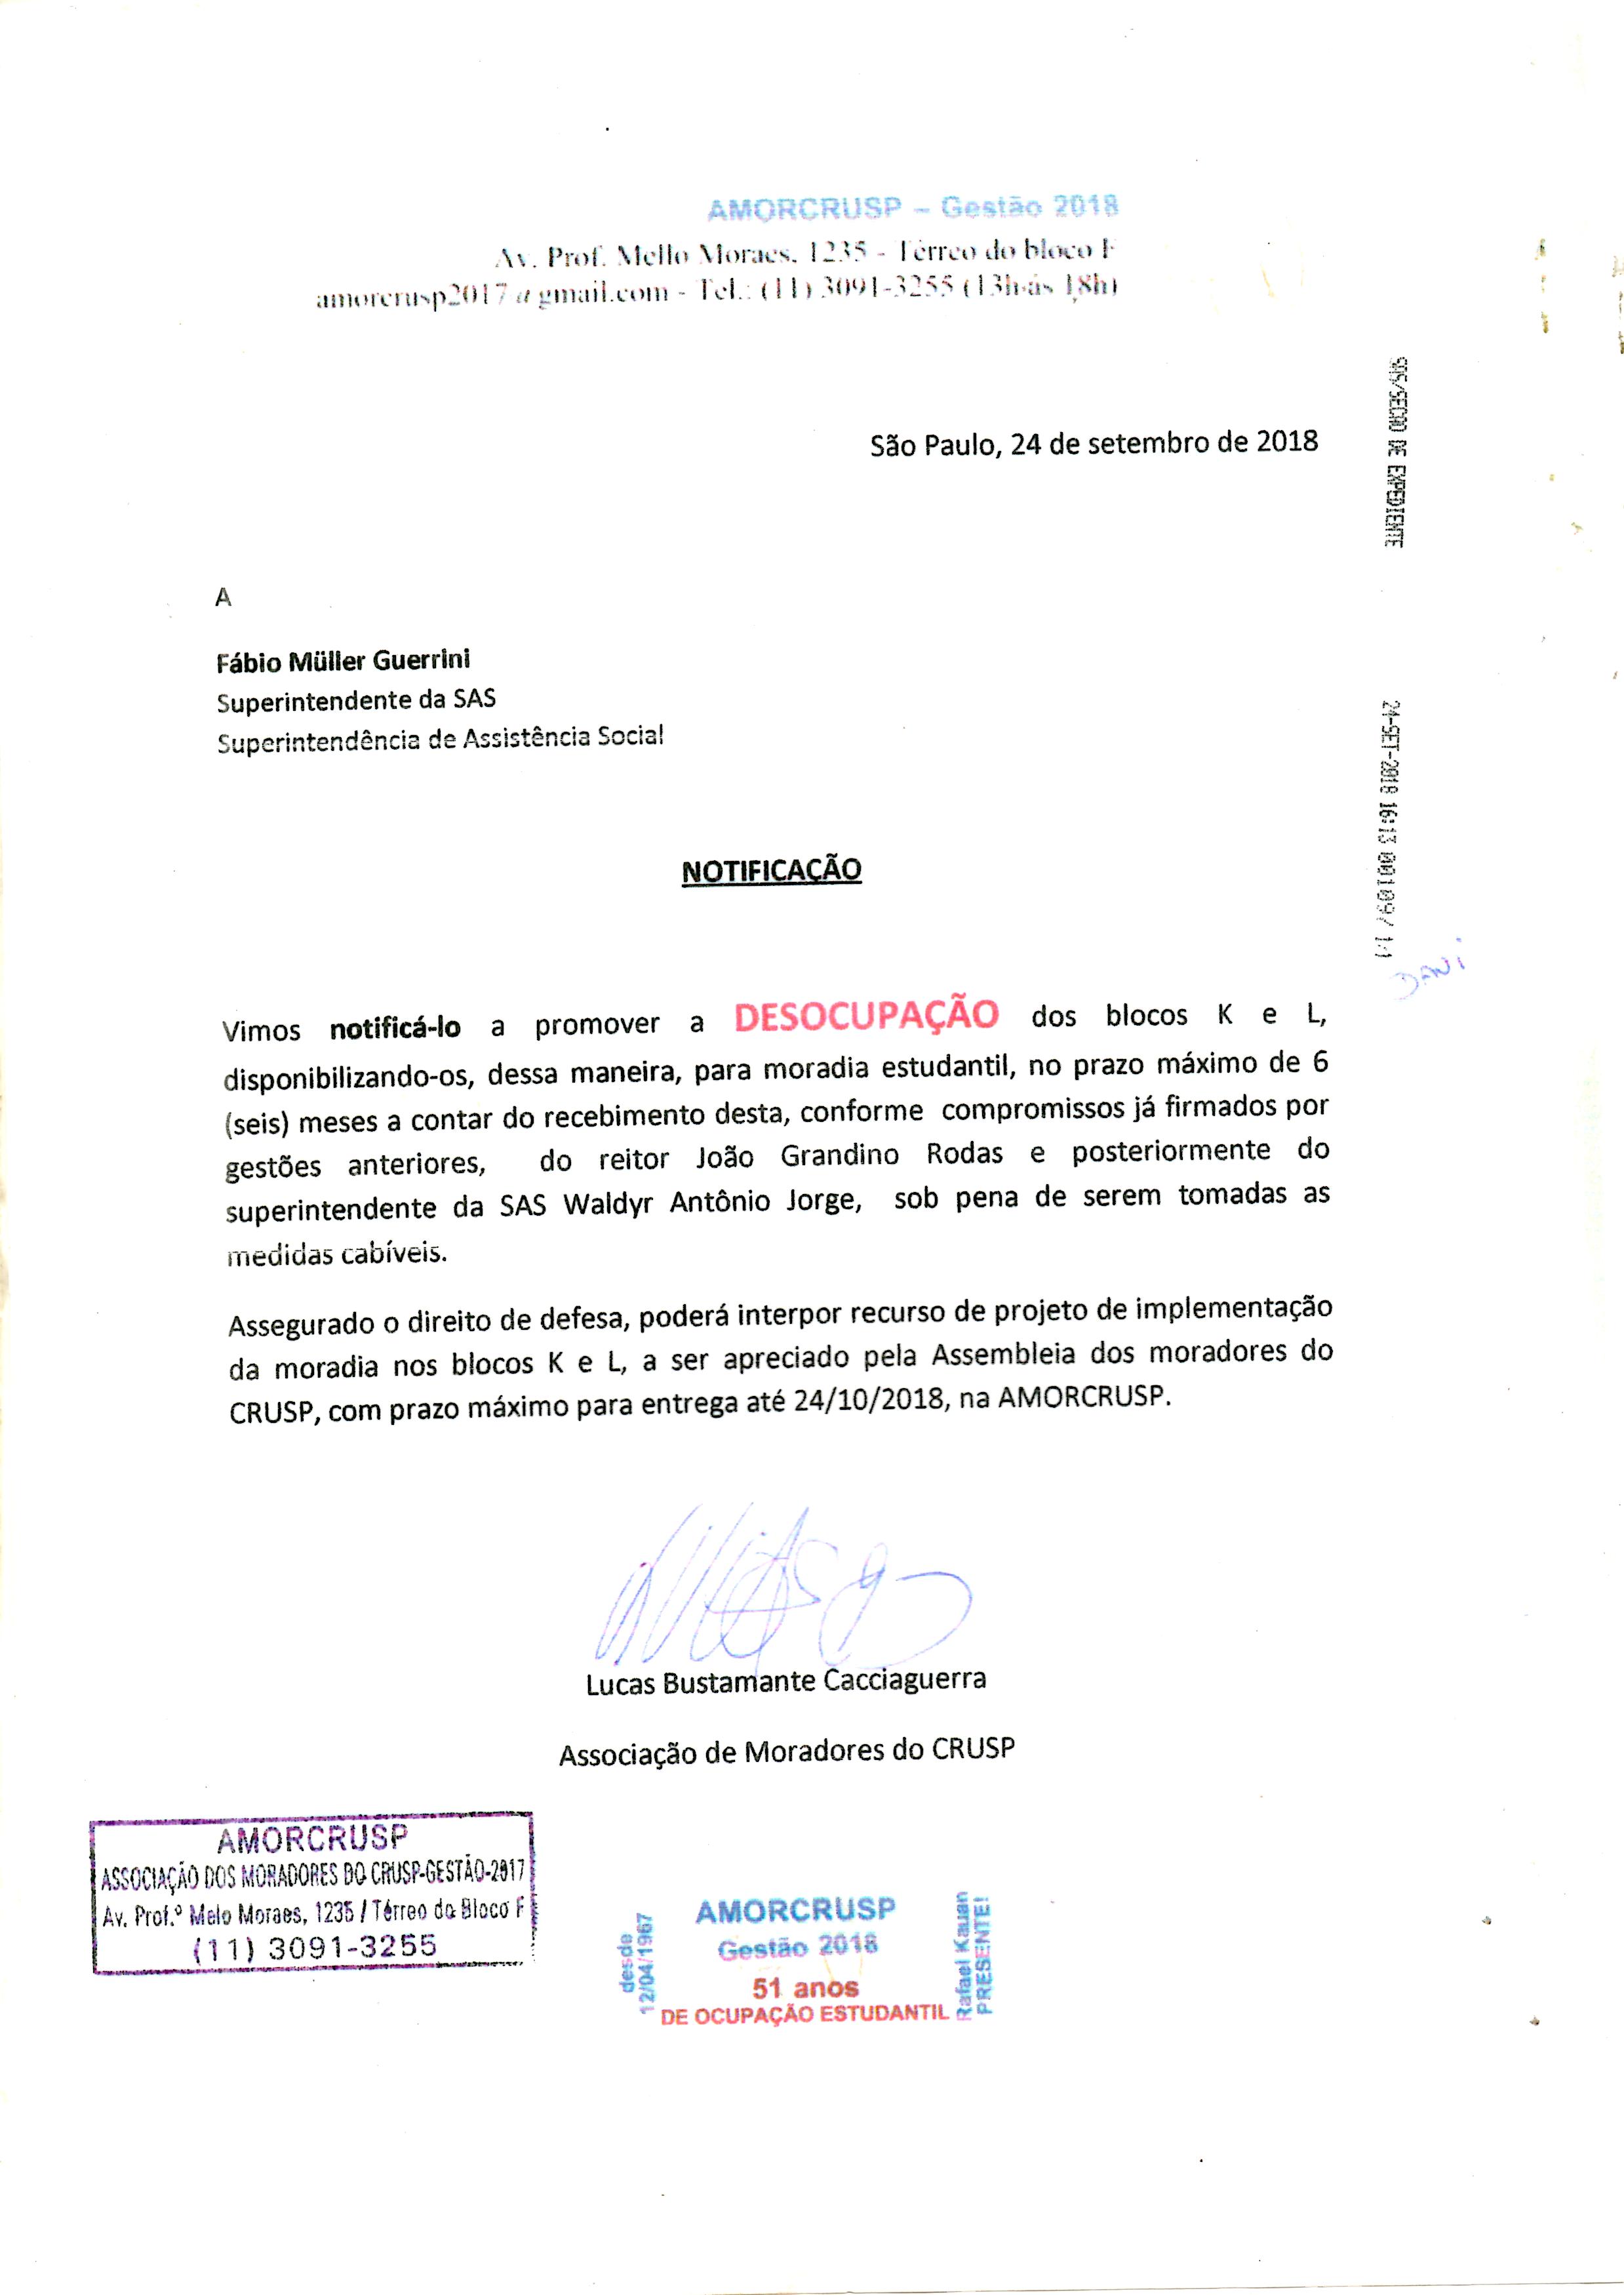 AMORCRUSP – Gestão 2018
Av. Prof. Mello Moraes, 1235 - Térreo do bloco F
amorcrusp2017@gmail.com - Tel.: (11) 3091-3255 (13h às 18h)
São Paulo, 24 de setembro de 2018
SAS/SECAO DE EXPEDIENTE
24-SET-2018 16:13
DANI
A
Fábio Müller Guerrini
Superintendente da SAS
Superintendência de Assistência Social
NOTIFICAÇÃO
Vimos notificá-lo a promover a DESOCUPAÇÃO dos blocos K e L,
disponibilizando-os, dessa maneira, para moradia estudantil, no prazo máximo de 6
(seis) meses a contar do recebimento desta, conforme compromissos já firmados por
gestões anteriores, do reitor João Grandino Rodas e posteriormente do
superintendente da SAS Waldyr Antônio Jorge, sob pena de serem tomadas as
medidas cabíveis.
Assegurado o direito de defesa, poderá interpor recurso de projeto de implementação
da moradia nos blocos K e L, a ser apreciado pela Assembleia dos moradores do
CRUSP, com prazo máximo para entrega até 24/10/2018, na AMORCRUSP.
Lucas Bustamante Cacciaguerra
Associação de Moradores do CRUSP
AMORCRUSP
ASSOCIAÇÃO DOS MORADORES DO CRUSP-GESTÃO-2017
Av. Prof.º Melo Moraes, 1235 / Térreo do Bloco F
(11) 3091-3255
desde
12/04/1967
AMORCRUSP
Gestão 2018
51 anos
DE OCUPAÇÃO ESTUDANTIL
Rafael Kauan
PRESENTE!